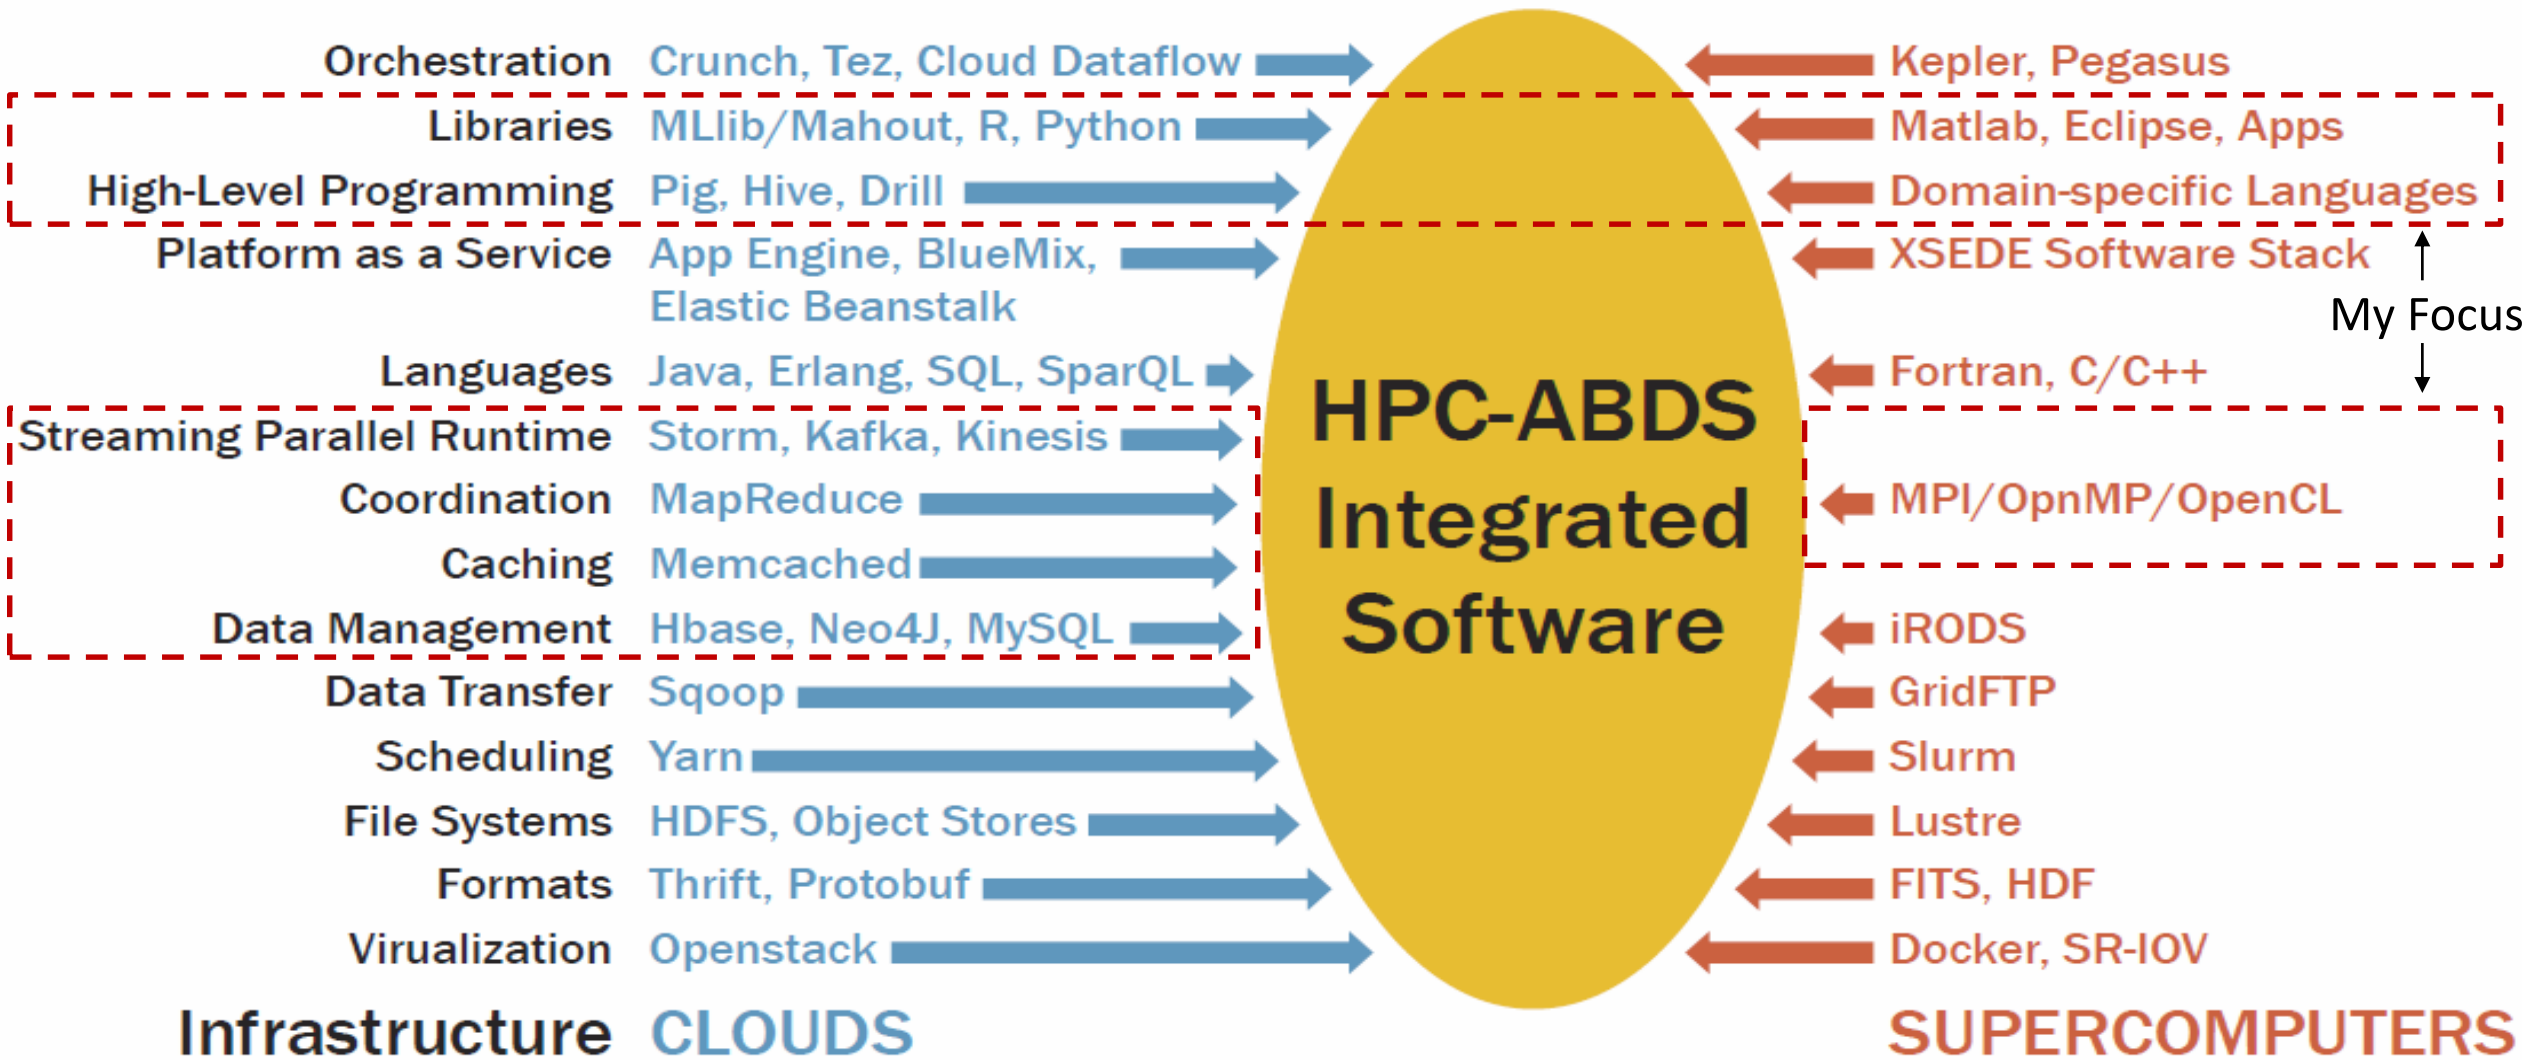 Orchestration Crunch, Tez, Cloud Dataflow Kepler, Pegasus
Libraries MLlib/Mahout, R, Python Matlab, Eclipse, Apps
High-Level Programming Pig, Hive, Drill Domain-specific Languages
Platform as a Service App Engine, BlueMix, XSEDE Software Stack
Elastic Beanstalk
My Focus
Languages Java, Erlang, SQL, SparQL Fortran, C/C++
HPC-ABDS
Integrated
Software
Streaming Parallel Runtime Storm, Kafka, Kinesis
Coordination MapReduce MPI/OpnMP/OpenCL
Caching Memcached
Data Management Hbase, Neo4J, MySQL iRODS
Data Transfer Sqoop GridFTP
Scheduling Yarn Slurm
File Systems HDFS, Object Stores Lustre
Formats Thrift, Protobuf FITS, HDF
Virualization Openstack Docker, SR-IOV
Infrastructure CLOUDS SUPERCOMPUTERS